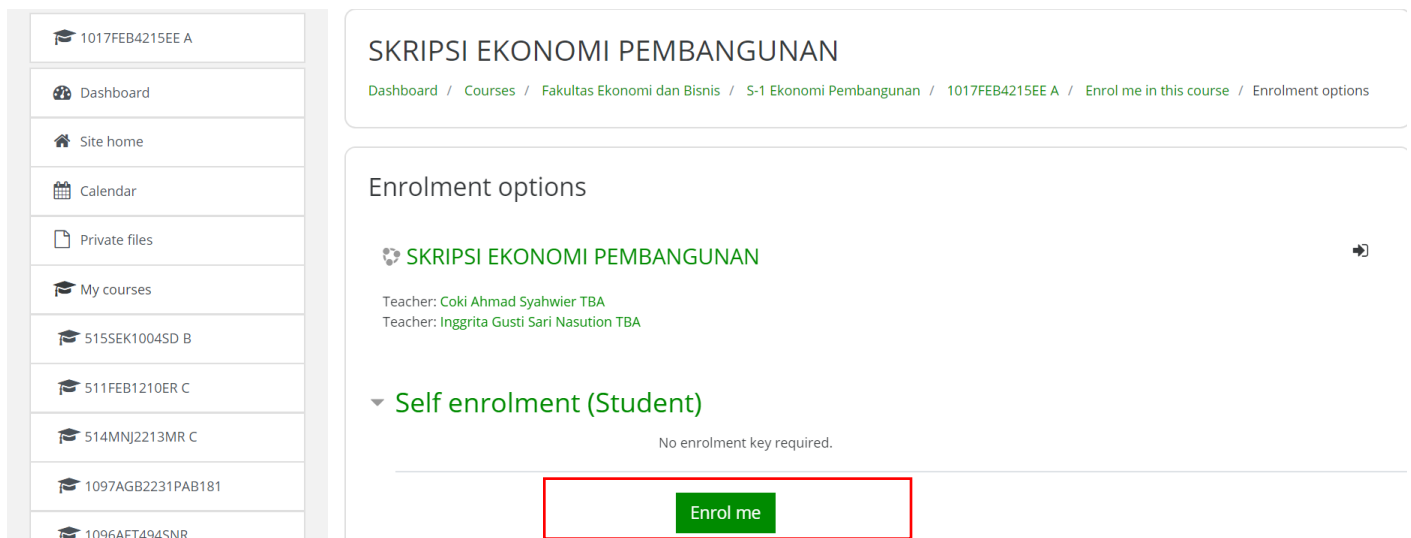 1017FEB4215EE A
Dashboard
Site home
Calendar
Private files
My courses
515SEK1004SD B
511FEB1210ER C
514MNJ2213MR C
1097AGB2231PAB181
SKRIPSI EKONOMI PEMBANGUNAN
Dashboard / Courses / Fakultas Ekonomi dan Bisnis / S-1 Ekonomi Pembangunan / 1017FEB4215EE A / Enrol me in this course / Enrolment options
Enrolment options
SKRIPSI EKONOMI PEMBANGUNAN
Teacher: Coki Ahmad Syahwier TBA
Teacher: Inggrita Gusti Sari Nasution TBA
Self enrolment (Student)
No enrolment key required.
Enrol me